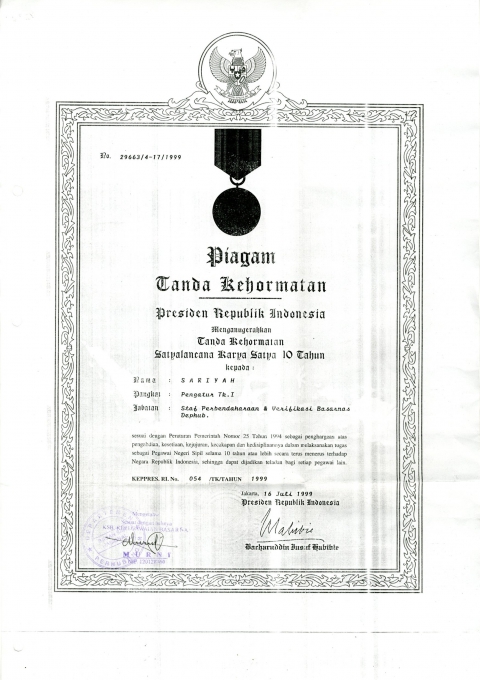 No. 29663/4-17/1999
Piagam
Tanda Kehormatan
Presiden Republik Indonesia
Menganugerahkan
Tanda Kehormatan
Satyalancana Karya Satya 10 Tahun
kepada :
Nama : SARIYAH
Pangkat : Pengatur Tk.I
Jabatan : Staf Perbendaharaan & Verifikasi Basarnas
Dephub.
sesuai dengan Peraturan Pemerintah Nomor 25 Tahun 1994 sebagai penghargaan atas
pengabdian, kesetiaan, kejujuran, kecakapan dan kedisiplinannya dalam melaksanakan tugas
sebagai Pegawai Negeri Sipil selama 10 tahun atau lebih secara terus menerus terhadap
Negara Republik Indonesia, sehingga dapat dijadikan teladan bagi setiap pegawai lain.
KEPPRES. RI. No. 054 /TK/TAHUN 1999
Jakarta, 16 Juli 1999
Presiden Republik Indonesia
Bacharuddin Jusuf Habibie
MURNI